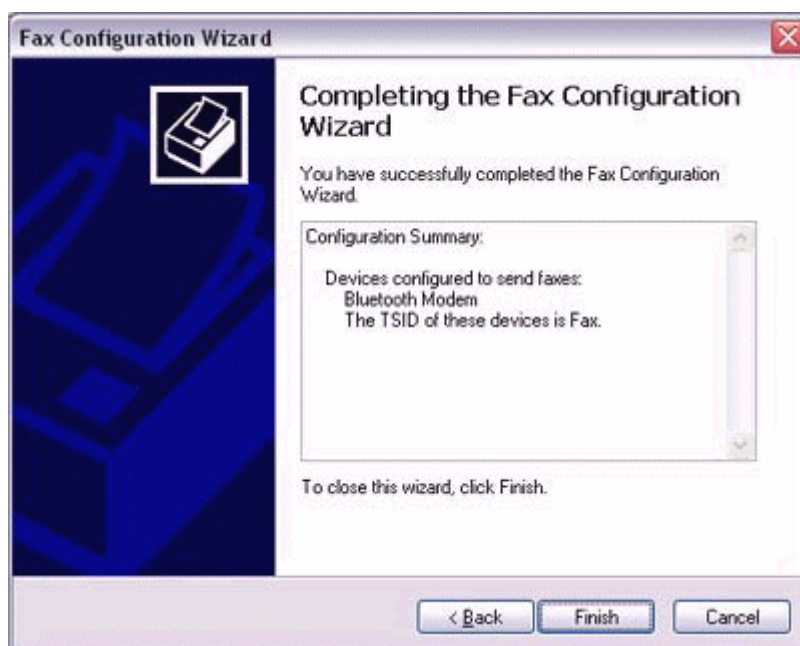 Fax Configuration Wizard
Completing the Fax Configuration
Wizard
You have successfully completed the Fax Configuration
Wizard.
Configuration Summary:
Devices configured to send faxes:
Bluetooth Modem
The TSID of these devices is Fax.
To close this wizard, click Finish.
< Back
Finish
Cancel